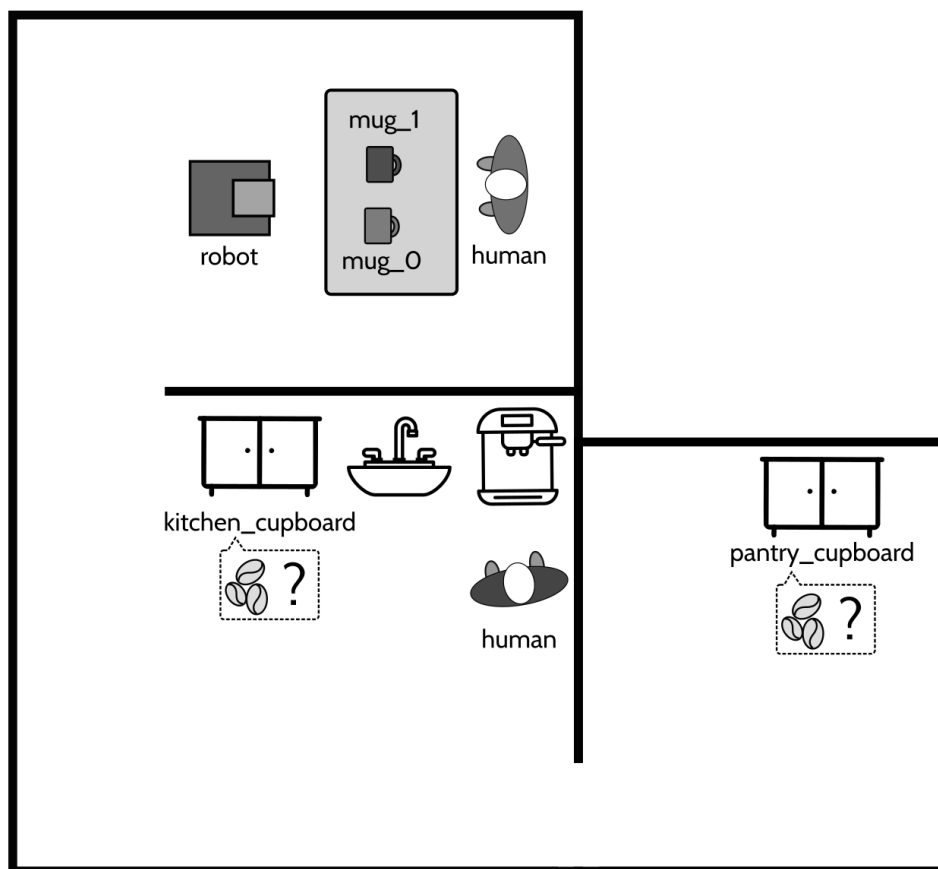 mug_1
mug_0
robot
human
kitchen_cupboard
?
human
pantry_cupboard
?